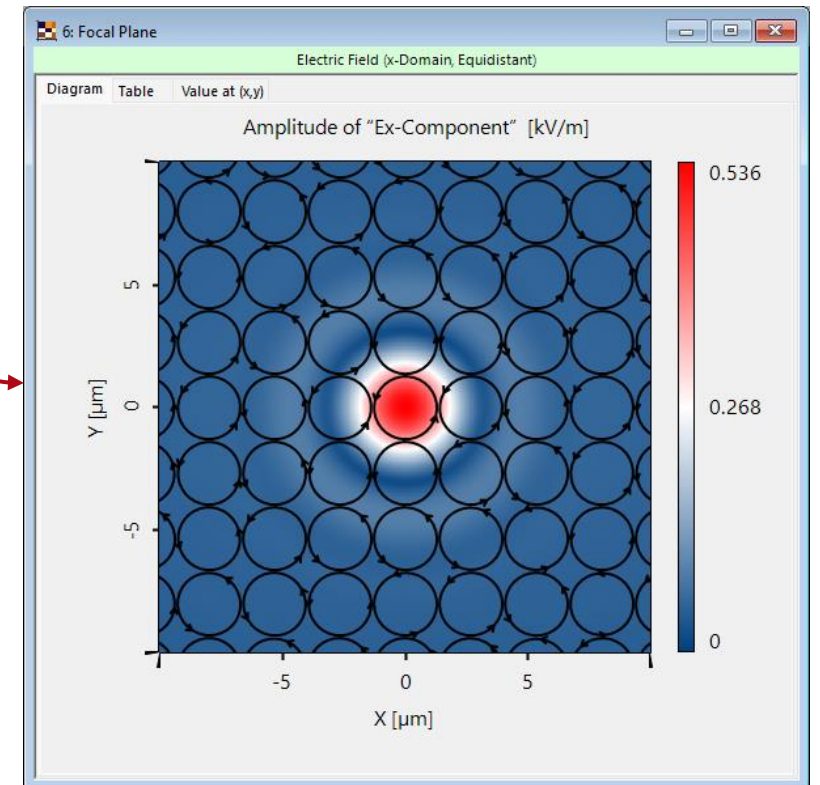 6: Focal Plane
Electric Field (x-Domain, Equidistant)
Diagram Table Value at (x,y)
Amplitude of "Ex-Component" [kV/m]
0.536
0.268
0
5
0
-5
Y [µm]
-5 0 5
X [µm]